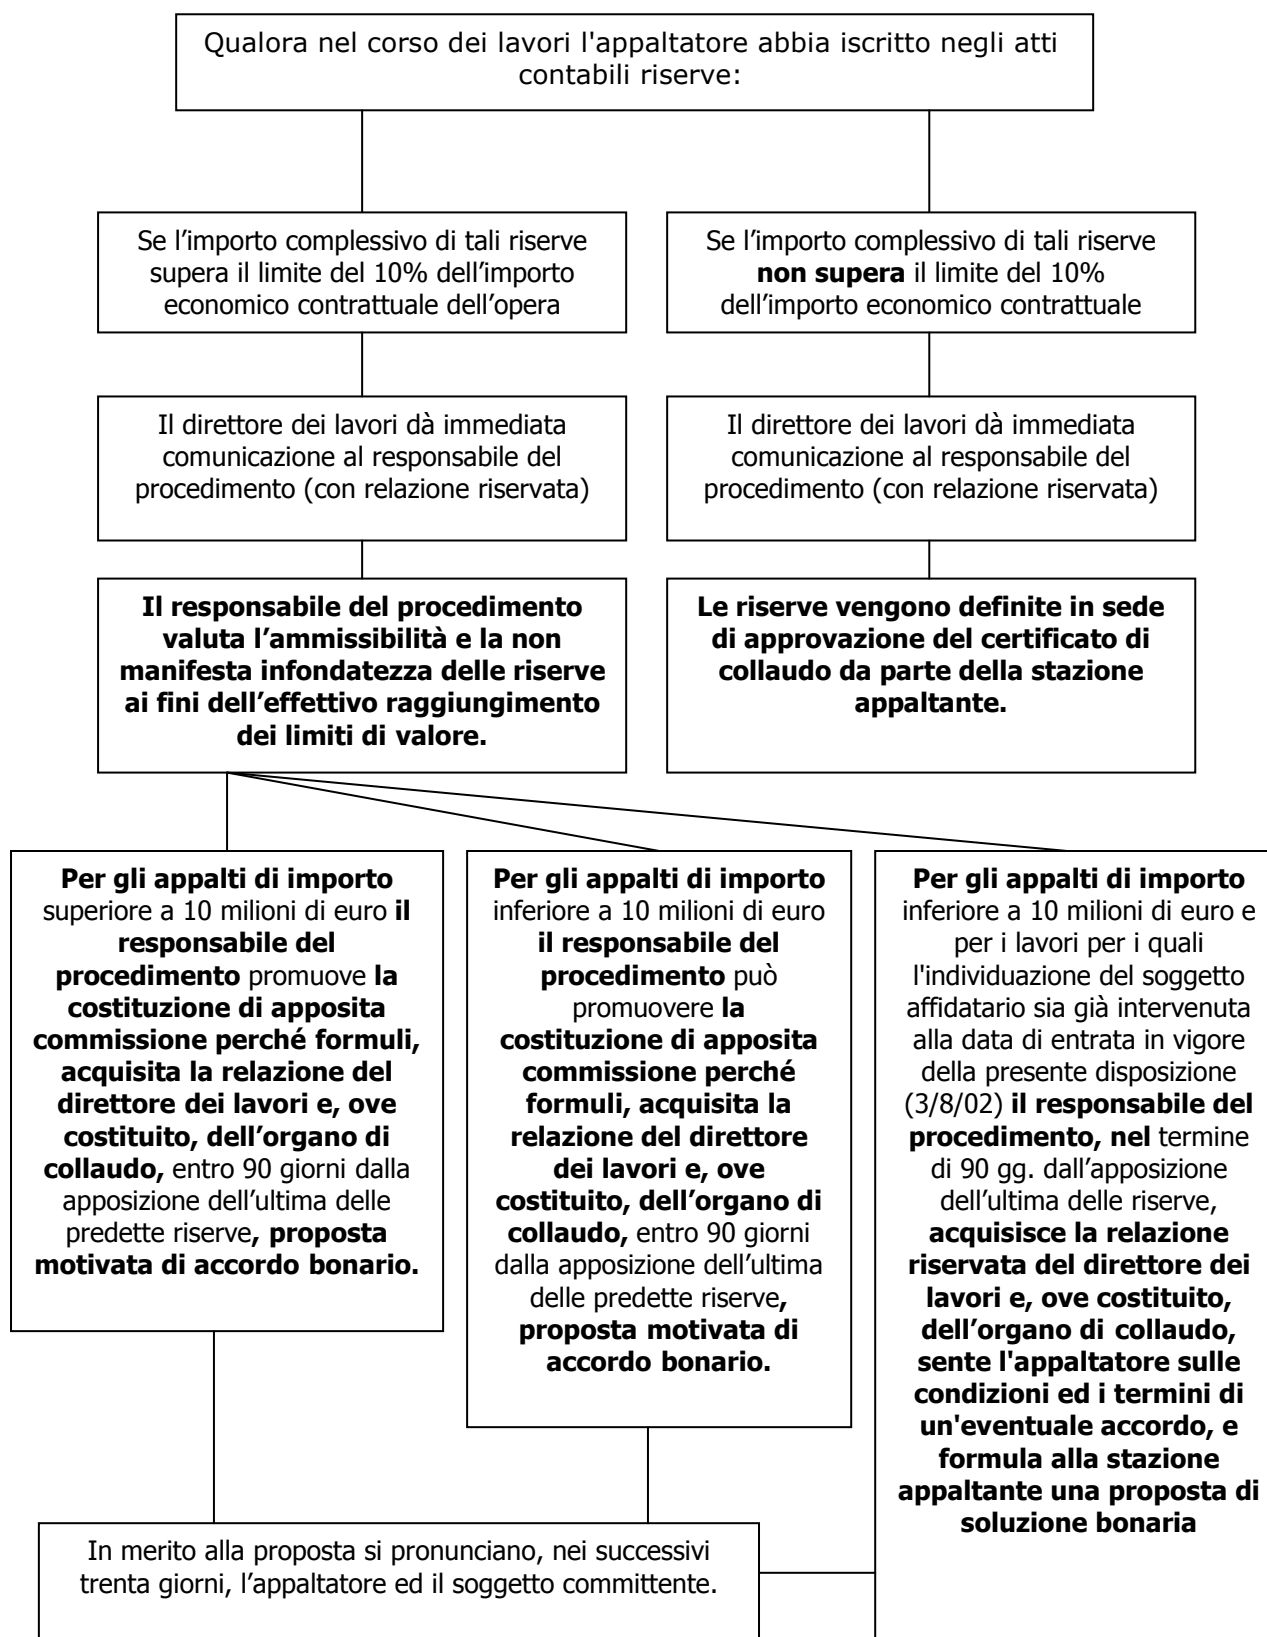 Qualora nel corso dei lavori l'appaltatore abbia iscritto negli atti
contabili riserve:
Se l’importo complessivo di tali riserve
supera il limite del 10% dell’importo
economico contrattuale dell’opera
Se l’importo complessivo di tali riserve
non supera il limite del 10%
dell’importo economico contrattuale
Il direttore dei lavori dà immediata
comunicazione al responsabile del
procedimento (con relazione riservata)
Il direttore dei lavori dà immediata
comunicazione al responsabile del
procedimento (con relazione riservata)
Il responsabile del procedimento
valuta l’ammissibilità e la non
manifesta infondatezza delle riserve
ai fini dell’effettivo raggiungimento
dei limiti di valore.
Le riserve vengono definite in sede
di approvazione del certificato di
collaudo da parte della stazione
appaltante.
Per gli appalti di importo
superiore a 10 milioni di euro il
responsabile del
procedimento promuove la
costituzione di apposita
commissione perché formuli,
acquisita la relazione del
direttore dei lavori e, ove
costituito, dell’organo di
collaudo, entro 90 giorni dalla
apposizione dell’ultima delle
predette riserve, proposta
motivata di accordo bonario.
Per gli appalti di importo
inferiore a 10 milioni di euro
il responsabile del
procedimento può
promuovere la
costituzione di apposita
commissione perché
formuli, acquisita la
relazione del direttore
dei lavori e, ove
costituito, dell’organo di
collaudo, entro 90 giorni
dalla apposizione dell’ultima
delle predette riserve,
proposta motivata di
accordo bonario.
Per gli appalti di importo
inferiore a 10 milioni di euro e
per i lavori per i quali
l'individuazione del soggetto
affidatario sia già intervenuta
alla data di entrata in vigore
della presente disposizione
(3/8/02) il responsabile del
procedimento, nel termine
di 90 gg. dall’apposizione
dell’ultima delle riserve,
acquisisce la relazione
riservata del direttore dei
lavori e, ove costituito,
dell’organo di collaudo,
sente l'appaltatore sulle
condizioni ed i termini di
un'eventuale accordo, e
formula alla stazione
appaltante una proposta di
soluzione bonaria
In merito alla proposta si pronunciano, nei successivi
trenta giorni, l’appaltatore ed il soggetto committente.